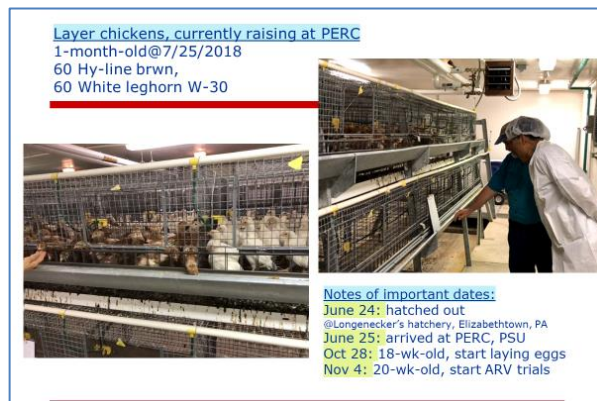 Layer chickens, currently raising at PERC
1-month-old@7/25/2018
60 Hy-line brwn,
60 White leghorn W-30
Notes of important dates:
June 24: hatched out
@Longenecker's hatchery, Elizabethtown, PA
June 25: arrived at PERC, PSU
Oct 28: 18-wk-old, start laying eggs
Nov 4: 20-wk-old, start ARV trials